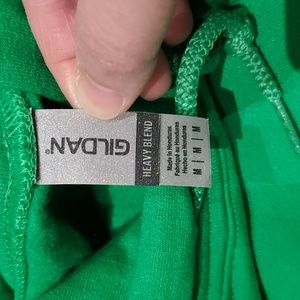 GILDAN®
HEAVY BLEND
Made in Honduras
Fabriqué au Honduras
Hecho en Honduras
M | M | M